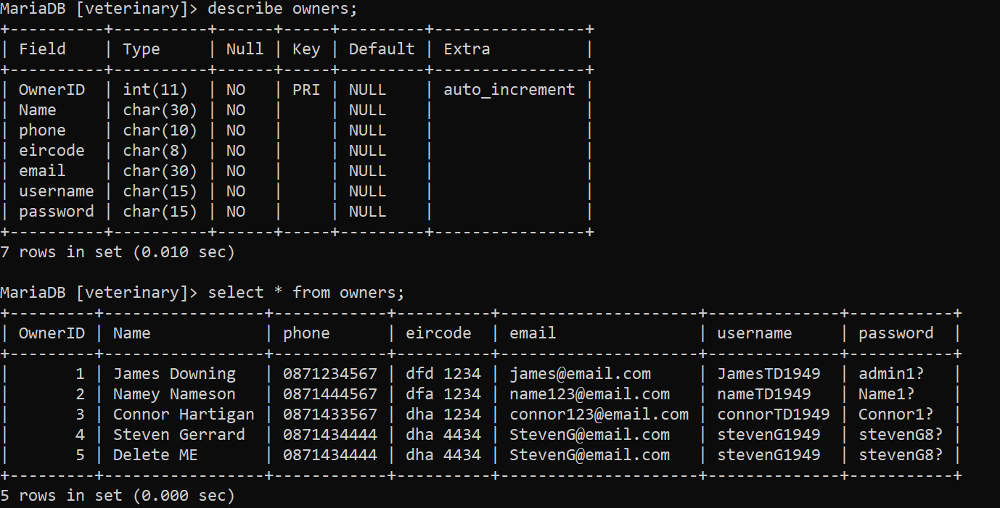 MariaDB [veterinary]> describe owners;
+----------+----------+------+-----+---------+----------------+
| Field    | Type     | Null | Key | Default | Extra          |
+----------+----------+------+-----+---------+----------------+
| OwnerID  | int(11)  | NO   | PRI | NULL    | auto_increment |
| Name     | char(30) | NO   |     | NULL    |                |
| phone    | char(10) | NO   |     | NULL    |                |
| eircode  | char(8)  | NO   |     | NULL    |                |
| email    | char(30) | NO   |     | NULL    |                |
| username | char(15) | NO   |     | NULL    |                |
| password | char(15) | NO   |     | NULL    |                |
+----------+----------+------+-----+---------+----------------+
7 rows in set (0.010 sec)

MariaDB [veterinary]> select * from owners;
+---------+-----------------+------------+----------+---------------------+--------------+-----------+
| OwnerID | Name            | phone      | eircode  | email               | username     | password  |
+---------+-----------------+------------+----------+---------------------+--------------+-----------+
|       1 | James Downing   | 0871234567 | dfd 1234 | james@email.com     | JamesTD1949  | admin1?   |
|       2 | Namey Nameson   | 0871444567 | dfa 1234 | name123@email.com   | nameTD1949   | Name1?    |
|       3 | Connor Hartigan | 0871433567 | dha 1234 | connor123@email.com | connorTD1949 | Connor1?  |
|       4 | Steven Gerrard  | 0871434444 | dha 4434 | StevenG@email.com   | stevenG1949  | stevenG8? |
|       5 | Delete ME       | 0871434444 | dha 4434 | StevenG@email.com   | stevenG1949  | stevenG8? |
+---------+-----------------+------------+----------+---------------------+--------------+-----------+
5 rows in set (0.000 sec)